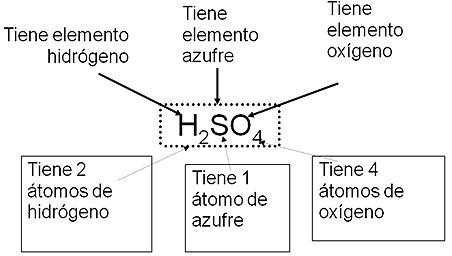 Tiene elemento
hidrógeno
Tiene
elemento
azufre
Tiene
elemento
oxígeno
H₂SO₄
Tiene 2
átomos de
hidrógeno
Tiene 1
átomo de
azufre
Tiene 4
átomos de
oxígeno